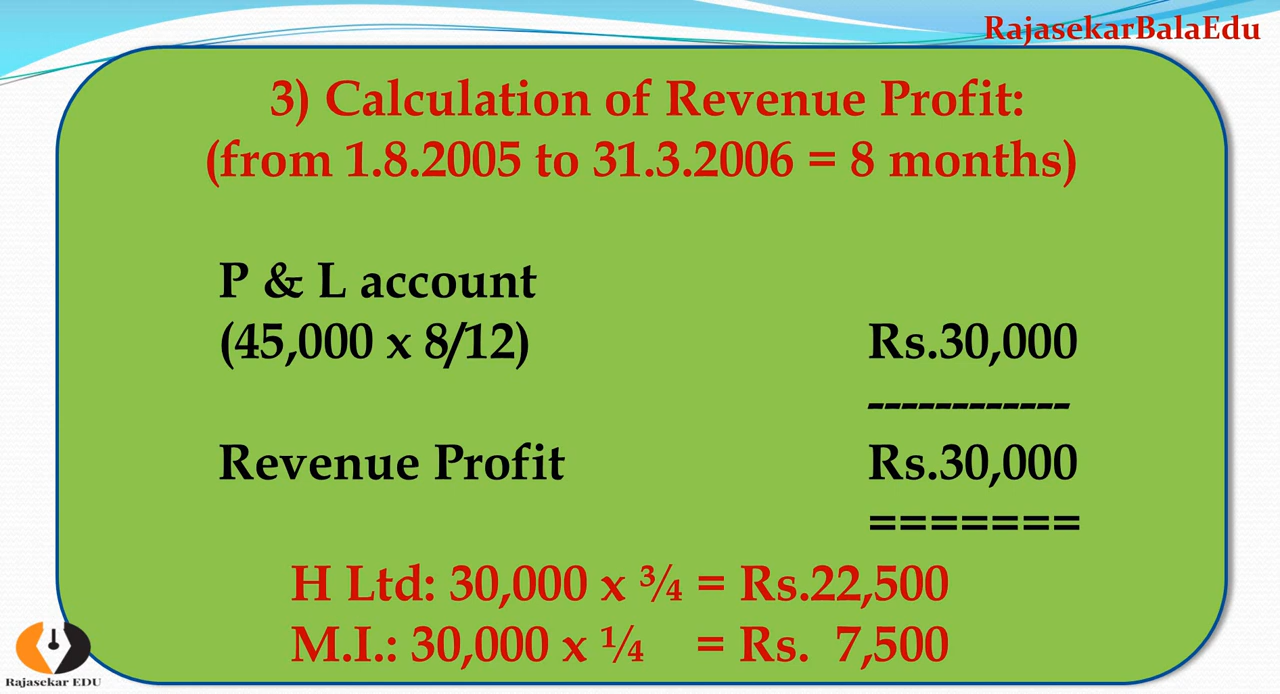 RajasekarBalaEdu
3) Calculation of Revenue Profit:
(from 1.8.2005 to 31.3.2006 = 8 months)
P & L account
(45,000 x 8/12) Rs.30,000
------------
Revenue Profit Rs.30,000
=======
H Ltd: 30,000 x ¾ = Rs.22,500
M.I.: 30,000 x ¼ = Rs. 7,500
Rajasekar EDU